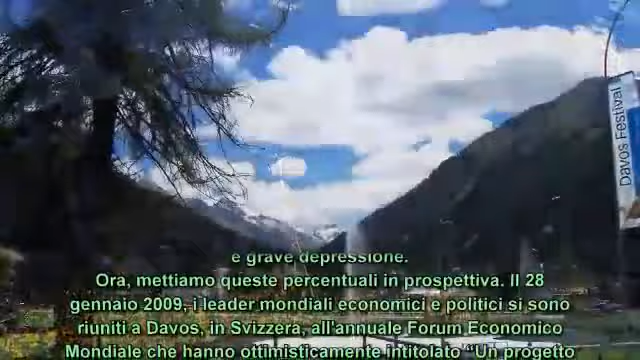 Davos Festival
e grave depressione.
Ora, mettiamo queste percentuali in prospettiva. Il 28
gennaio 2009, i leader mondiali economici e politici si sono
riuniti a Davos, in Svizzera, all'annuale Forum Economico
Mondiale che hanno ottimisticamente intitolato “Un progetto